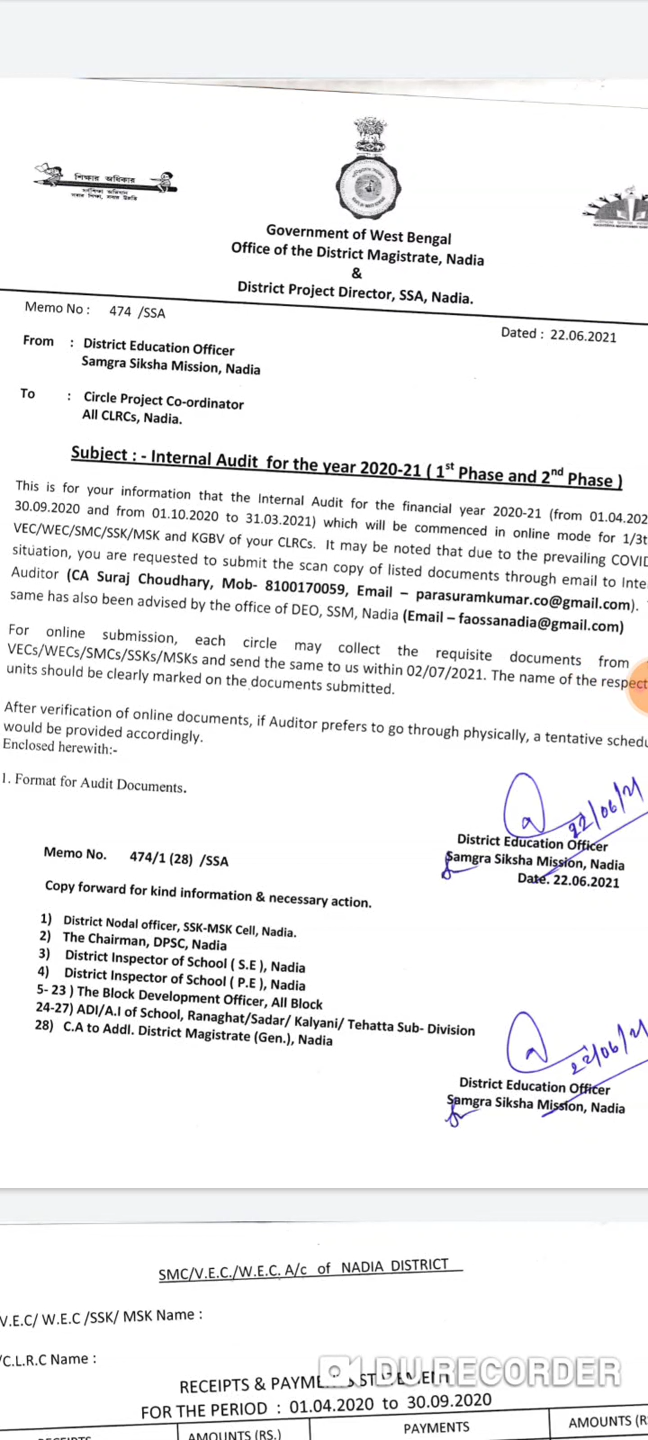 শিক্ষার অধিকার
সর্বশিক্ষা অভিযান
সবার শিক্ষা, সবার উন্নতি
Government of West Bengal
Office of the District Magistrate, Nadia
&
District Project Director, SSA, Nadia.
Memo No : 474 /SSA
Dated : 22.06.2021
From : District Education Officer
Samgra Siksha Mission, Nadia
To : Circle Project Co-ordinator
All CLRCs, Nadia.
Subject : - Internal Audit for the year 2020-21 ( 1st Phase and 2nd Phase )
This is for your information that the Internal Audit for the financial year 2020-21 (from 01.04.202
30.09.2020 and from 01.10.2020 to 31.03.2021) which will be commenced in online mode for 1/3
VEC/WEC/SMC/SSK/MSK and KGBV of your CLRCs. It may be noted that due to the prevailing COVID
situation, you are requested to submit the scan copy of listed documents through email to Inte
Auditor (CA Suraj Choudhary, Mob- 8100170059, Email – parasuramkumar.co@gmail.com).
same has also been advised by the office of DEO, SSM, Nadia (Email – faossanadia@gmail.com)
For online submission, each circle may collect the requisite documents from
VECs/WECs/SMCs/SSKs/MSKs and send the same to us within 02/07/2021. The name of the respect
units should be clearly marked on the documents submitted.
After verification of online documents, if Auditor prefers to go through physically, a tentative schedu
would be provided accordingly.
Enclosed herewith:-
1. Format for Audit Documents.
22/06/21
District Education Officer
Samgra Siksha Mission, Nadia
Date. 22.06.2021
Memo No. 474/1 (28) /SSA
Copy forward for kind information & necessary action.
1) District Nodal officer, SSK-MSK Cell, Nadia.
2) The Chairman, DPSC, Nadia
3) District Inspector of School ( S.E ), Nadia
4) District Inspector of School ( P.E ), Nadia
5- 23 ) The Block Development Officer, All Block
24-27) ADI/A.I of School, Ranaghat/Sadar/ Kalyani/ Tehatta Sub- Division
28) C.A to Addl. District Magistrate (Gen.), Nadia
22/06/21
District Education Officer
Samgra Siksha Mission, Nadia
SMC/V.E.C./W.E.C. A/c of NADIA DISTRICT
V.E.C/ W.E.C /SSK/ MSK Name :
/C.L.R.C Name :
DU RECORDER
RECEIPTS & PAYMENTS STATEMENT
FOR THE PERIOD : 01.04.2020 to 30.09.2020
RECEIPTS AMOUNTS (RS.) PAYMENTS AMOUNTS (R